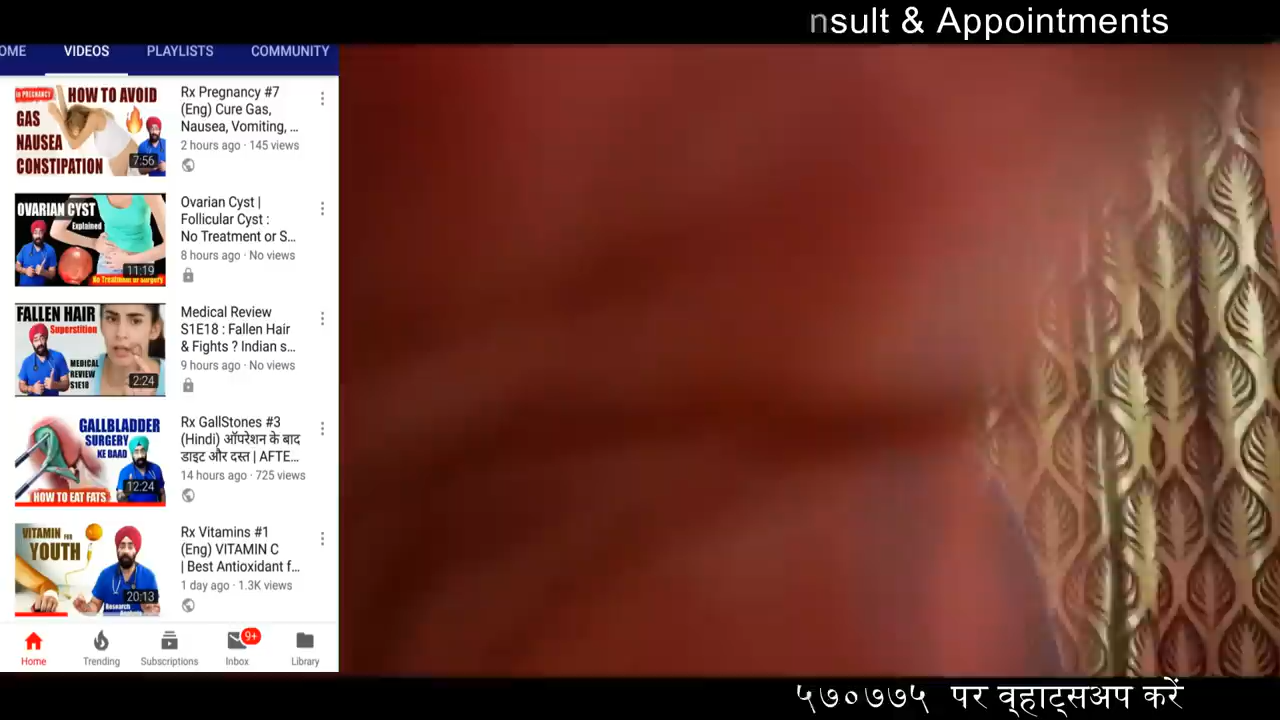 nsult & Appointments
OME VIDEOS PLAYLISTS COMMUNITY
in PREGNANCY HOW TO AVOID
GAS
NAUSEA
CONSTIPATION
7:56
Rx Pregnancy #7
(Eng) Cure Gas,
Nausea, Vomiting, ...
2 hours ago · 145 views
OVARIAN CYST
Explained
11:19
No Treatment or Surgery
Ovarian Cyst |
Follicular Cyst :
No Treatment or S...
8 hours ago · No views
FALLEN HAIR
Superstition
MEDICAL
REVIEW
S1E18
2:24
Medical Review
S1E18 : Fallen Hair
& Fights ? Indian s...
9 hours ago · No views
GALLBLADDER
SURGERY
KE BAAD
12:24
HOW TO EAT FATS
Rx GallStones #3
(Hindi) ऑपरेशन के बाद
डाइट और दस्त | AFTE...
14 hours ago · 725 views
VITAMIN FOR
YOUTH
20:13
Research
Rx Vitamins #1
(Eng) VITAMIN C
| Best Antioxidant f...
1 day ago · 1.3K views
9+
Home Trending Subscriptions Inbox Library
५७०७७५ पर व्हाट्सअप करें